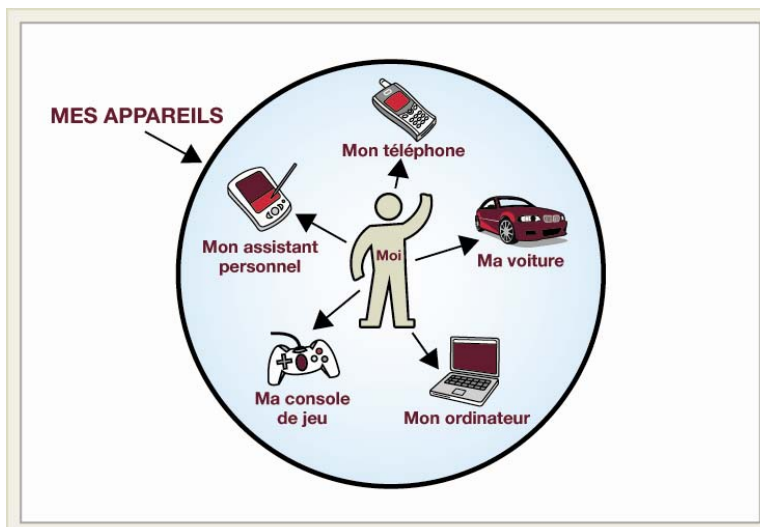 MES APPAREILS
Mon téléphone
Mon assistant
personnel
Moi
Ma voiture
Ma console
de jeu
Mon ordinateur